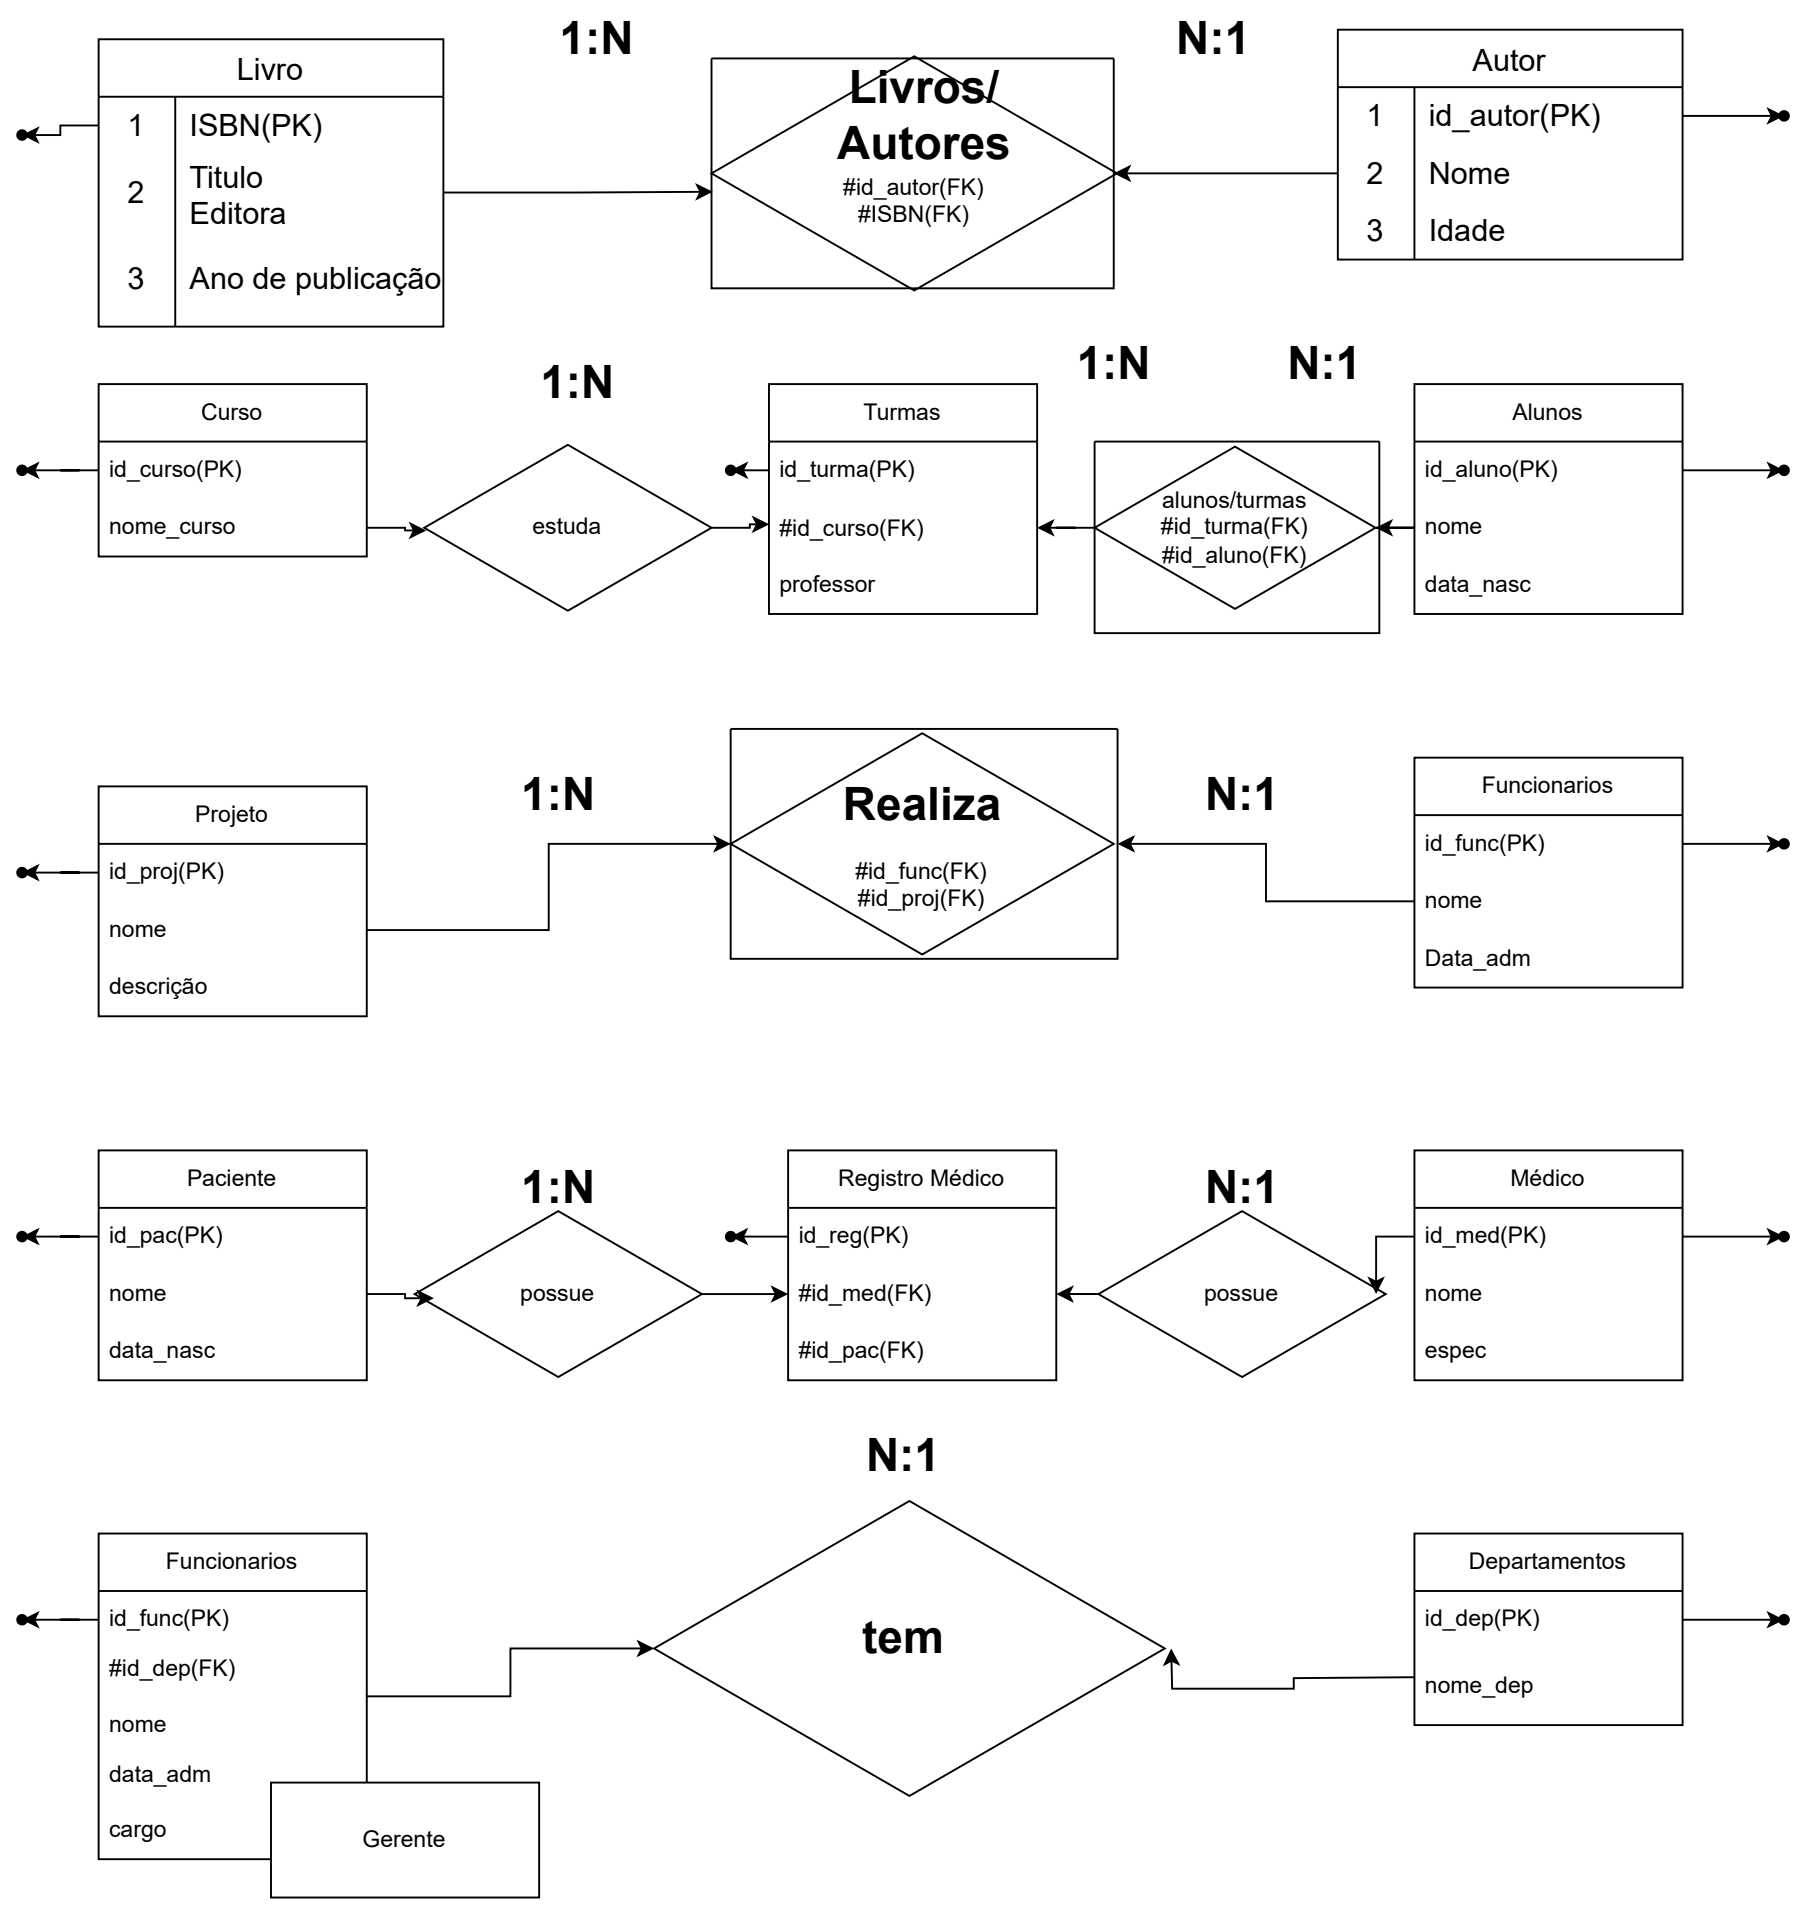 1:N
N:1
Livro
1 ISBN(PK)
2 Titulo
Editora
3 Ano de publicação
Livros/
Autores
#id_autor(FK)
#ISBN(FK)
Autor
1 id_autor(PK)
2 Nome
3 Idade
1:N
1:N
N:1
Curso
id_curso(PK)
nome_curso
estuda
Turmas
id_turma(PK)
#id_curso(FK)
professor
alunos/turmas
#id_turma(FK)
#id_aluno(FK)
Alunos
id_aluno(PK)
nome
data_nasc
Projeto
id_proj(PK)
nome
descrição
1:N
Realiza
#id_func(FK)
#id_proj(FK)
N:1
Funcionarios
id_func(PK)
nome
Data_adm
Paciente
id_pac(PK)
nome
data_nasc
1:N
possue
Registro Médico
id_reg(PK)
#id_med(FK)
#id_pac(FK)
N:1
possue
Médico
id_med(PK)
nome
espec
N:1
Funcionarios
id_func(PK)
#id_dep(FK)
nome
data_adm
cargo
Gerente
tem
Departamentos
id_dep(PK)
nome_dep